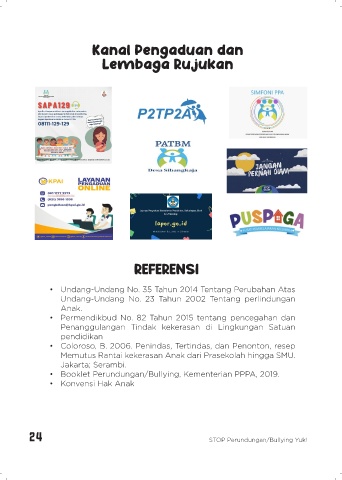 Kanal Pengaduan dan
Lembaga Rujukan
SAPA129
08111-129-129
P2TP2A
SIMFONI PPA
PATBM
Desa Sibangkaja
JANGAN
PERNAH DIAM
KPAI
LAYANAN
PENGADUAN
ONLINE
lapor.go.id
PUSPAGA
REFERENSI
• Undang-Undang No. 35 Tahun 2014 Tentang Perubahan Atas
Undang-Undang No. 23 Tahun 2002 Tentang perlindungan
Anak.
• Permendikbud No. 82 Tahun 2015 tentang pencegahan dan
Penanggulangan Tindak kekerasan di Lingkungan Satuan
pendidikan
• Coloroso, B. 2006. Penindas, Tertindas, dan Penonton, resep
Memutus Rantai kekerasan Anak dari Prasekolah hingga SMU.
Jakarta; Serambi.
• Booklet Perundungan/Bullying, Kementerian PPPA, 2019.
• Konvensi Hak Anak
24
STOP Perundungan/Bullying Yuk!